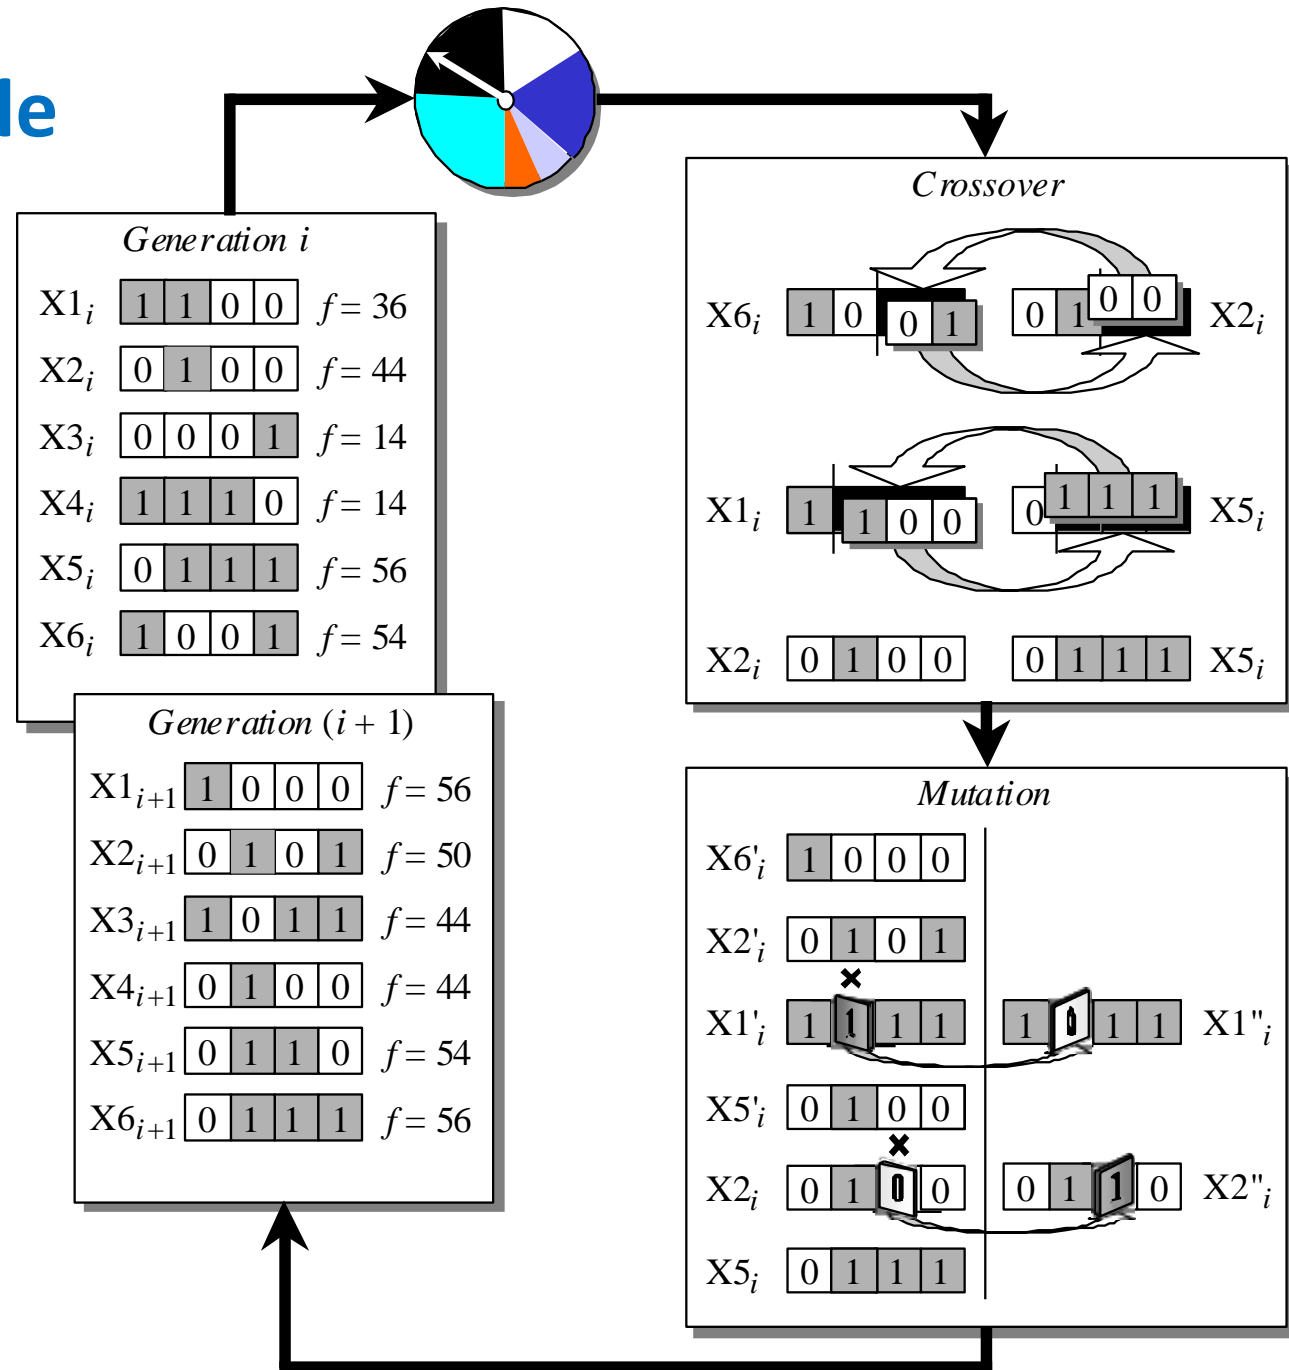 le
Generation i
X1i 1 1 0 0 f = 36
X2i 0 1 0 0 f = 44
X3i 0 0 0 1 f = 14
X4i 1 1 1 0 f = 14
X5i 0 1 1 1 f = 56
X6i 1 0 0 1 f = 54
Generation (i + 1)
X1i+1 1 0 0 0 f = 56
X2i+1 0 1 0 1 f = 50
X3i+1 1 0 1 1 f = 44
X4i+1 0 1 0 0 f = 44
X5i+1 0 1 1 0 f = 54
X6i+1 0 1 1 1 f = 56
Crossover
X6i 1 0 0 1 0 1 0 0 X2i
X1i 1 1 0 0 0 1 1 1 X5i
X2i 0 1 0 0 0 1 1 1 X5i
Mutation
X6'i 1 0 0 0
X2'i 0 1 0 1
X1'i 1 1 1 1 1 0 1 1 X1"i
X5'i 0 1 0 0
X2i 0 1 0 0 0 1 1 0 X2"i
X5i 0 1 1 1